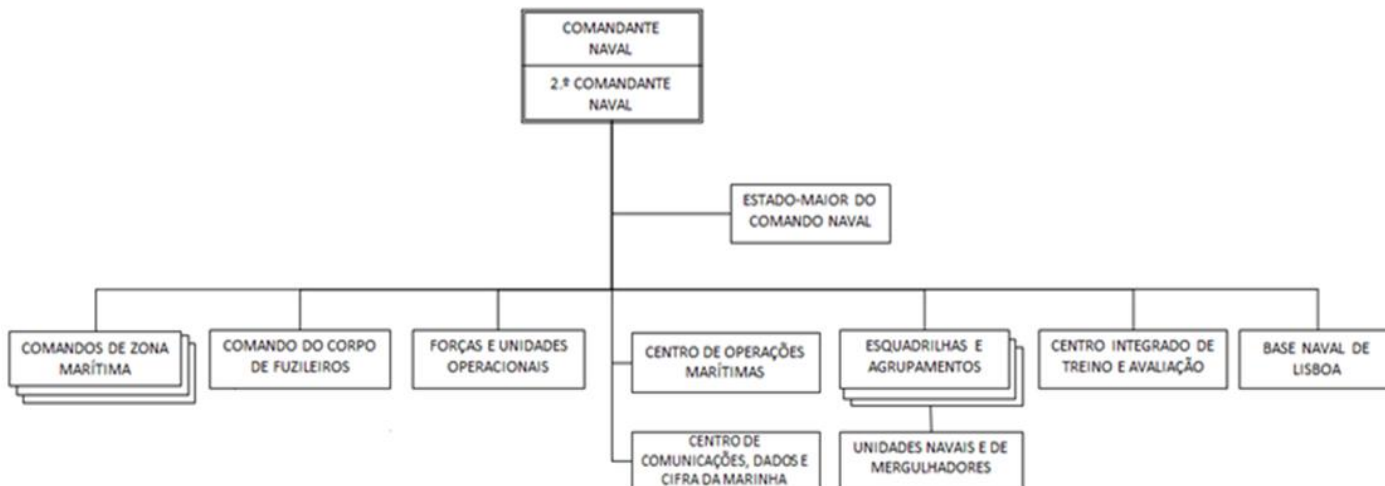 COMANDANTE
NAVAL
2.º COMANDANTE
NAVAL
ESTADO-MAIOR DO
COMANDO NAVAL
COMANDOS DE ZONA
MARÍTIMA
COMANDO DO CORPO
DE FUZILEIROS
FORÇAS E UNIDADES
OPERACIONAIS
CENTRO DE OPERAÇÕES
MARÍTIMAS
ESQUADRILHAS E
AGRUPAMENTOS
CENTRO INTEGRADO DE
TREINO E AVALIAÇÃO
BASE NAVAL DE
LISBOA
CENTRO DE
COMUNICAÇÕES, DADOS E
CIFRA DA MARINHA
UNIDADES NAVAIS E DE
MERGULHADORES